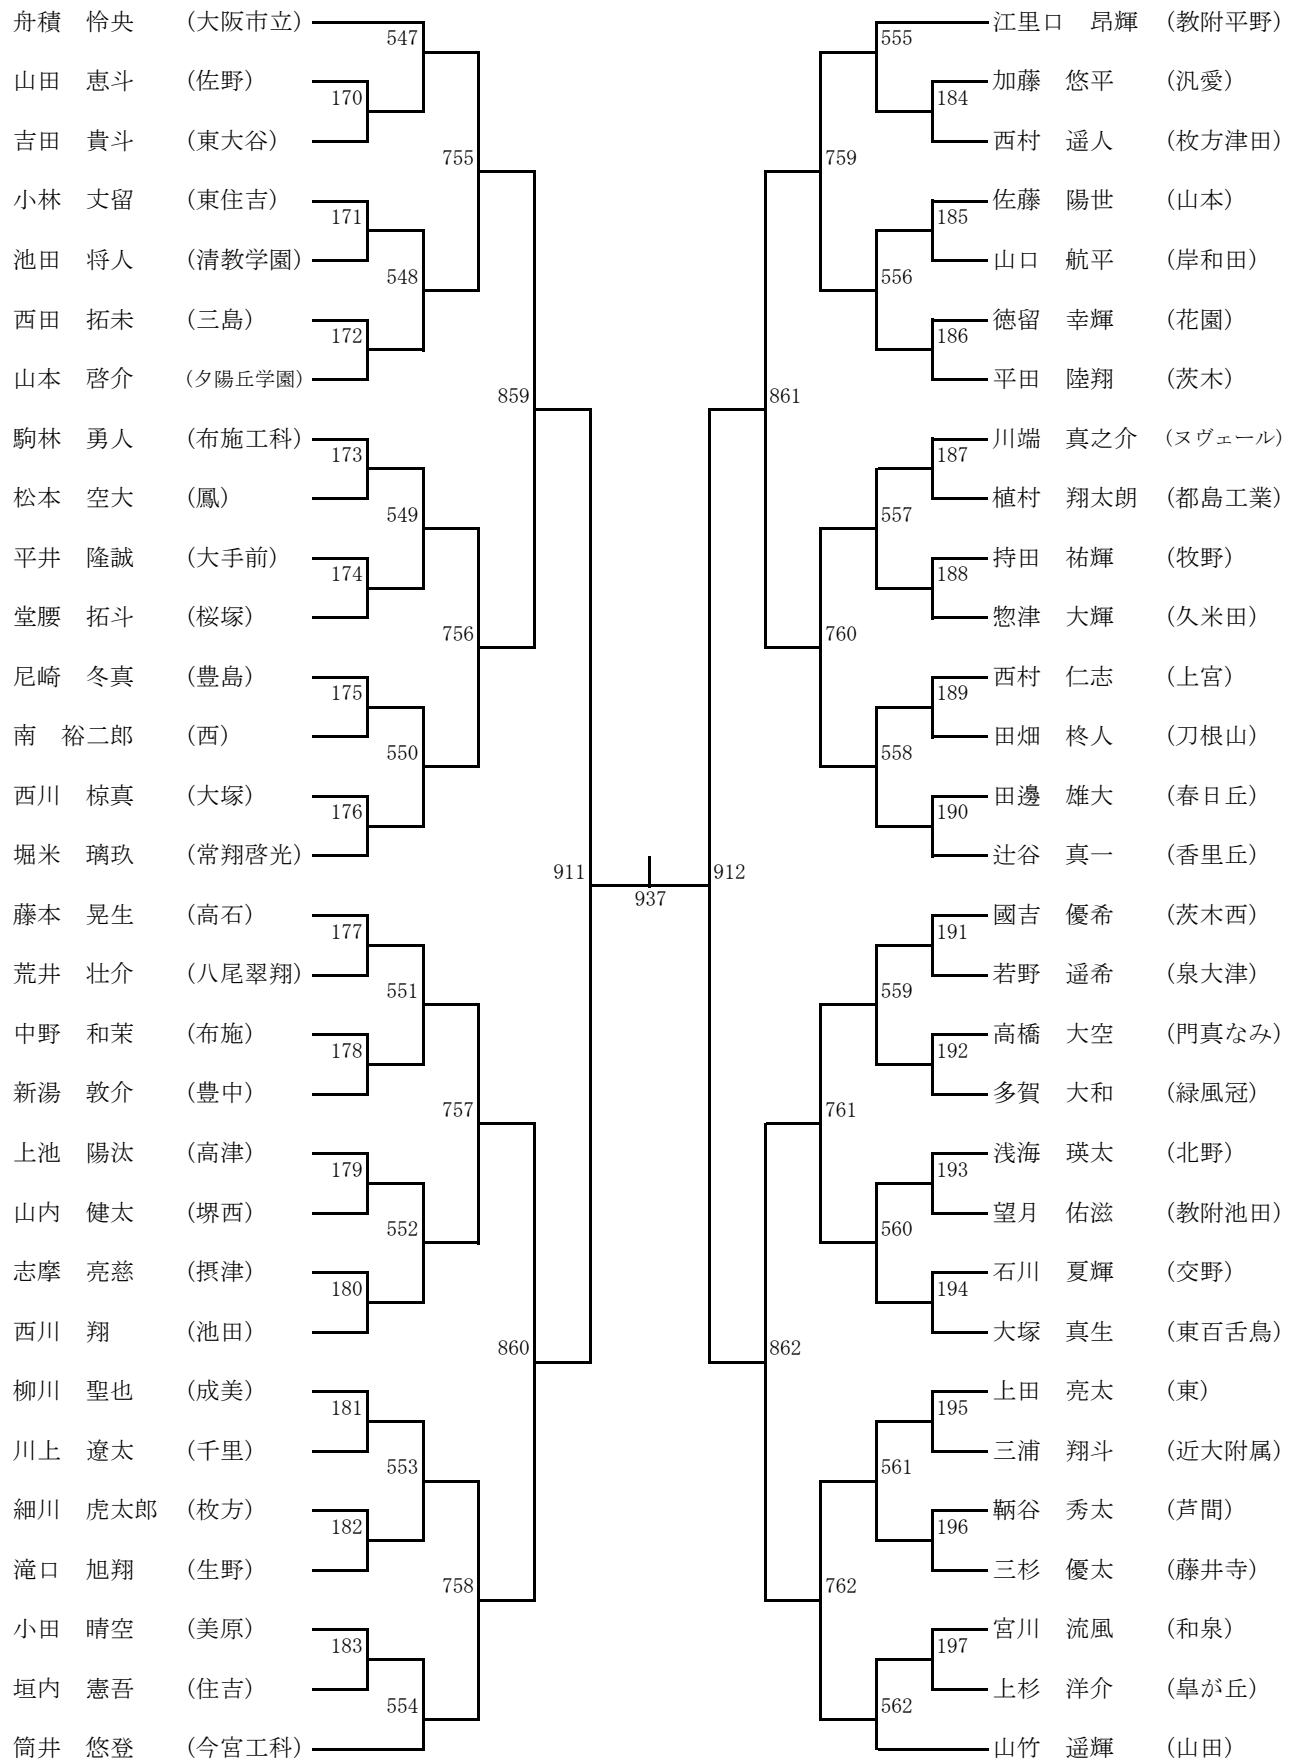 舟積 怜央 (大阪市立)
547
山田 恵斗 (佐野)
170
吉田 貴斗 (東大谷)
755
小林 丈留 (東住吉)
171
池田 将人 (清教学園)
548
西田 拓未 (三島)
172
山本 啓介 (夕陽丘学園)
859
駒林 勇人 (布施工科)
173
松本 空大 (鳳)
549
平井 隆誠 (大手前)
174
堂腰 拓斗 (桜塚)
756
尼崎 冬真 (豊島)
175
南 裕二郎 (西)
550
西川 椋真 (大塚)
176
堀米 璃玖 (常翔啓光)
911
藤本 晃生 (高石)
177
荒井 壮介 (八尾翠翔)
551
中野 和茉 (布施)
178
新湯 敦介 (豊中)
757
上池 陽汰 (高津)
179
山内 健太 (堺西)
552
志摩 亮慈 (摂津)
180
西川 翔 (池田)
860
柳川 聖也 (成美)
181
川上 遼太 (千里)
553
細川 虎太郎 (枚方)
182
滝口 旭翔 (生野)
758
小田 晴空 (美原)
183
垣内 憲吾 (住吉)
554
筒井 悠登 (今宮工科)
937
江里口 昂輝 (教附平野)
555
加藤 悠平 (汎愛)
184
西村 遥人 (枚方津田)
759
佐藤 陽世 (山本)
185
山口 航平 (岸和田)
556
徳留 幸輝 (花園)
186
平田 陸翔 (茨木)
861
川端 真之介 (ヌヴェール)
187
植村 翔太朗 (都島工業)
557
持田 祐輝 (牧野)
188
惣津 大輝 (久米田)
760
西村 仁志 (上宮)
189
田畑 柊人 (刀根山)
558
田邊 雄大 (春日丘)
190
辻谷 真一 (香里丘)
912
國吉 優希 (茨木西)
191
若野 遥希 (泉大津)
559
高橋 大空 (門真なみ)
192
多賀 大和 (緑風冠)
761
浅海 瑛太 (北野)
193
望月 佑滋 (教附池田)
560
石川 夏輝 (交野)
194
大塚 真生 (東百舌鳥)
862
上田 亮太 (東)
195
三浦 翔斗 (近大附属)
561
鞆谷 秀太 (芦間)
196
三杉 優太 (藤井寺)
762
宮川 流風 (和泉)
197
上杉 洋介 (皐が丘)
562
山竹 遥輝 (山田)